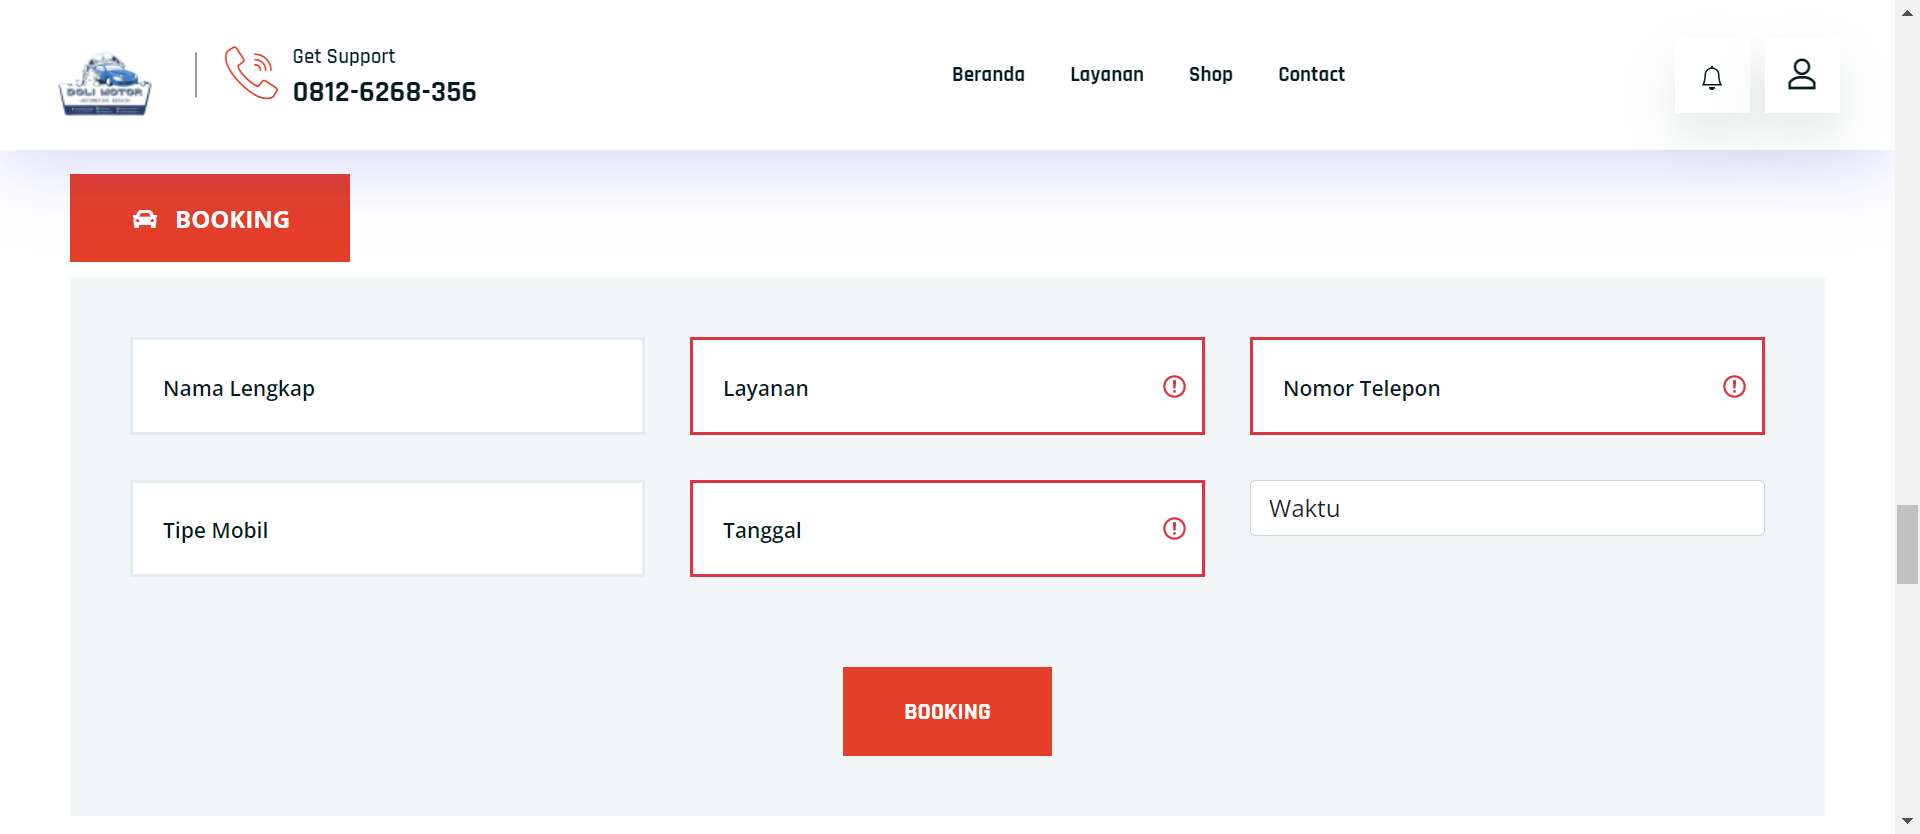 DOLI MOTOR
Get Support
0812-6268-356
Beranda
Layanan
Shop
Contact
BOOKING
Nama Lengkap
Layanan
Nomor Telepon
Tipe Mobil
Tanggal
Waktu
BOOKING